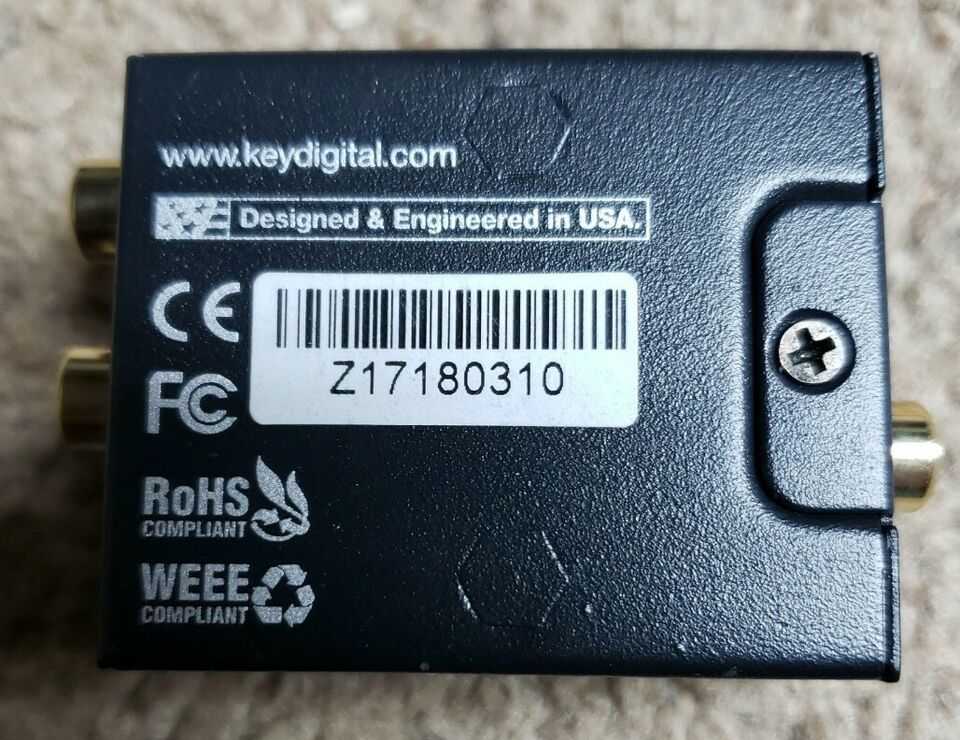 www.keydigital.com
Designed & Engineered in USA.
CE
Z17180310
FC
RoHS
COMPLIANT
WEEE
COMPLIANT